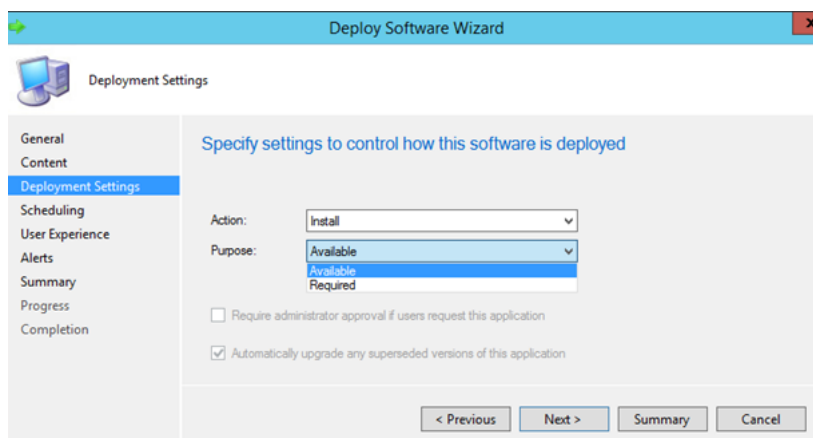 Deploy Software Wizard
x
Deployment Settings
General
Content
Deployment Settings
Scheduling
User Experience
Alerts
Summary
Progress
Completion
Specify settings to control how this software is deployed
Action: Install
Purpose: Available
Available
Required
Require administrator approval if users request this application
Automatically upgrade any superseded versions of this application
< Previous Next > Summary Cancel